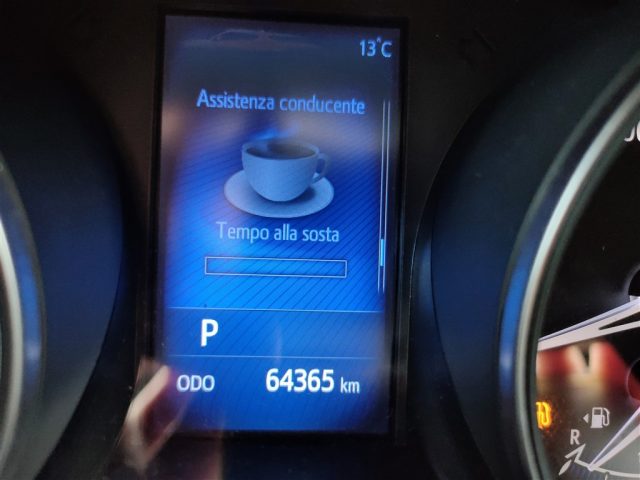 13°C
Assistenza conducente
Tempo alla sosta
P
ODO 64365 km
R